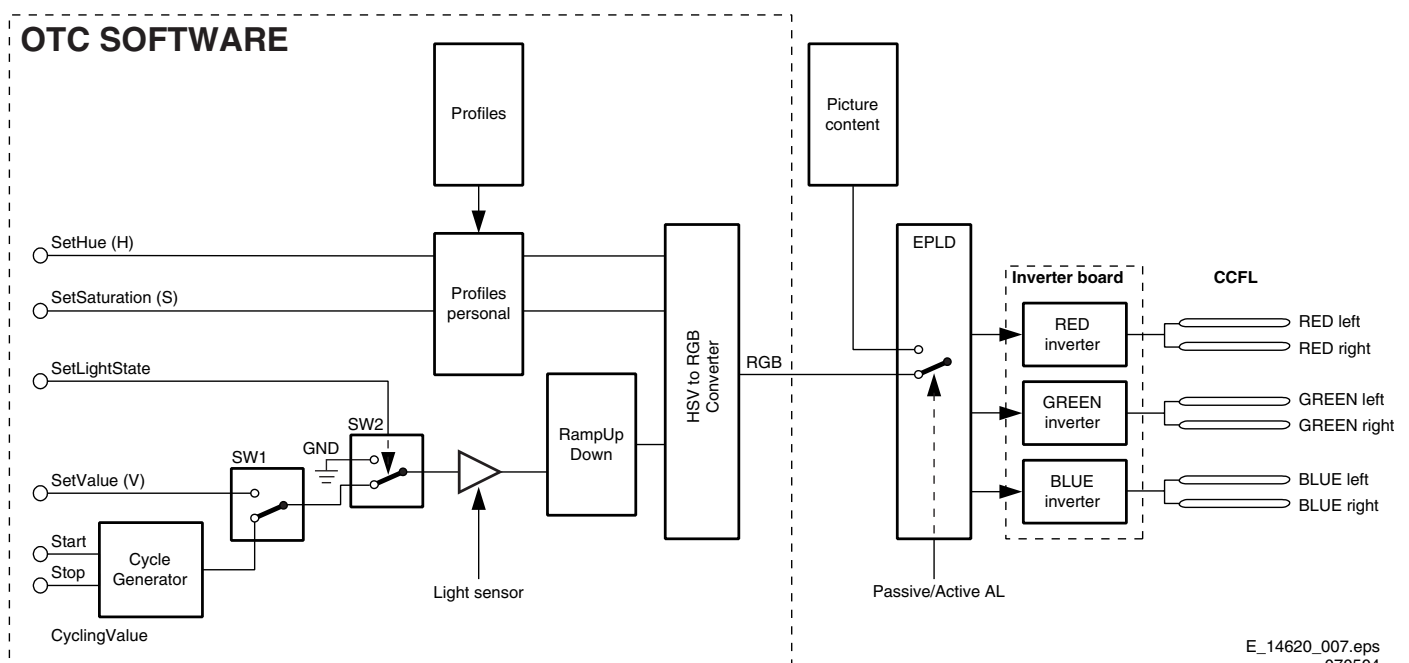 OTC SOFTWARE
Profiles
Picture
content
SetHue (H)
SetSaturation (S)
Profiles
personal
SetLightState
HSV to RGB
Converter
RGB
EPLD
Inverter board
CCFL
RED
inverter
RED left
RED right
GREEN
inverter
GREEN left
GREEN right
BLUE
inverter
BLUE left
BLUE right
RampUp
Down
SW2
GND
SW1
SetValue (V)
Start
Stop
Cycle
Generator
CyclingValue
Light sensor
Passive/Active AL
E_14620_007.eps